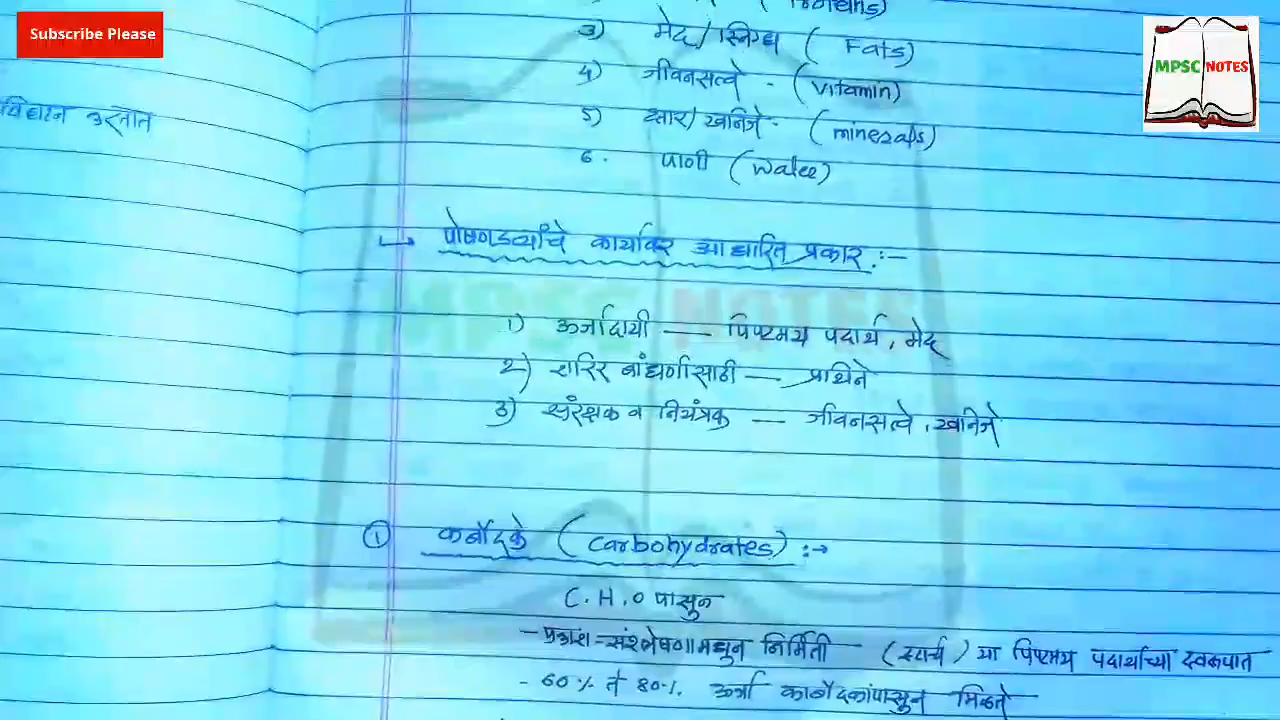 Subscribe Please
MPSC NOTES
3) मेद/स्निग्ध (Fats)
4) जीवनसत्वे - (Vitamin)
5) क्षार/खनिजे - (minerals)
6. पाणी (Water)
पोषणद्रव्यांचे कार्यावर आधारित प्रकार :-
1) ऊर्जादायी — पिष्टमय पदार्थ, मेद
2) शरिर बांधणीसाठी — प्राथिने
3) संरक्षक व नियंत्रक — जीवनसत्वे, खनिजे
① कर्बोदके (Carbohydrates) :→
C.H.O पासुन
- प्रकाश-संश्लेषणामधुन निर्मिती (स्टार्च) या पिष्टमय पदार्थाच्या स्वरूपात
- 60% ते 80%. ऊर्जा कार्बोदकांपासुन मिळते